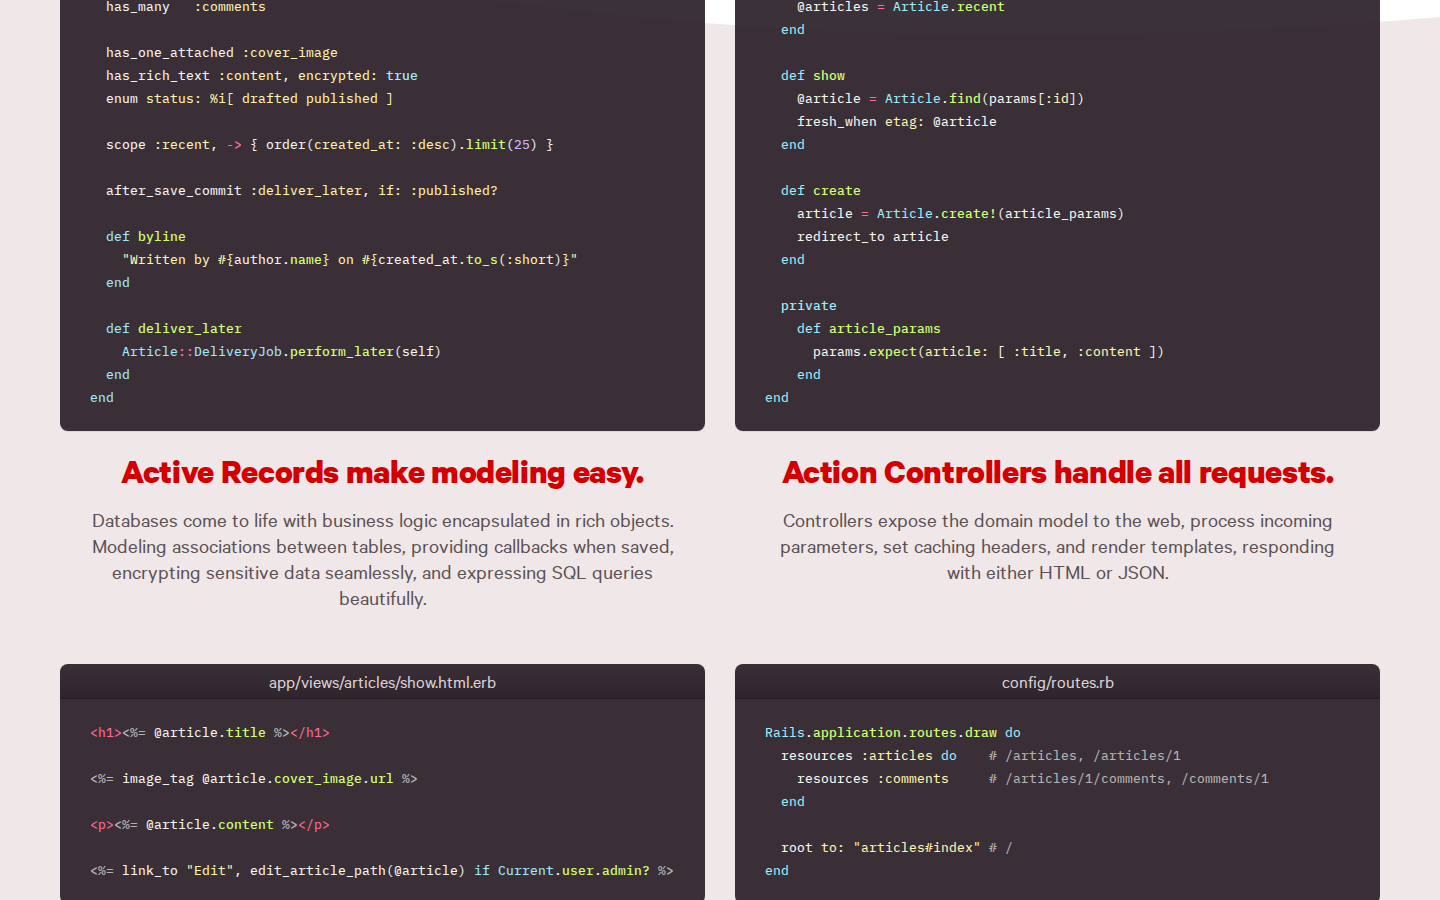 has_many   :comments

  has_one_attached :cover_image
  has_rich_text :content, encrypted: true
  enum status: %i[ drafted published ]

  scope :recent, -> { order(created_at: :desc).limit(25) }

  after_save_commit :deliver_later, if: :published?

  def byline
    "Written by #{author.name} on #{created_at.to_s(:short)}"
  end

  def deliver_later
    Article::DeliveryJob.perform_later(self)
  end
end
Active Records make modeling easy.
Databases come to life with business logic encapsulated in rich objects.
Modeling associations between tables, providing callbacks when saved,
encrypting sensitive data seamlessly, and expressing SQL queries
beautifully.
    @articles = Article.recent
  end

  def show
    @article = Article.find(params[:id])
    fresh_when etag: @article
  end

  def create
    article = Article.create!(article_params)
    redirect_to article
  end

  private
    def article_params
      params.expect(article: [ :title, :content ])
    end
end
Action Controllers handle all requests.
Controllers expose the domain model to the web, process incoming
parameters, set caching headers, and render templates, responding
with either HTML or JSON.
app/views/articles/show.html.erb
<h1><%= @article.title %></h1>

<%= image_tag @article.cover_image.url %>

<p><%= @article.content %></p>

<%= link_to "Edit", edit_article_path(@article) if Current.user.admin? %>
config/routes.rb
Rails.application.routes.draw do
  resources :articles do    # /articles, /articles/1
    resources :comments     # /articles/1/comments, /comments/1
  end

  root to: "articles#index" # /
end